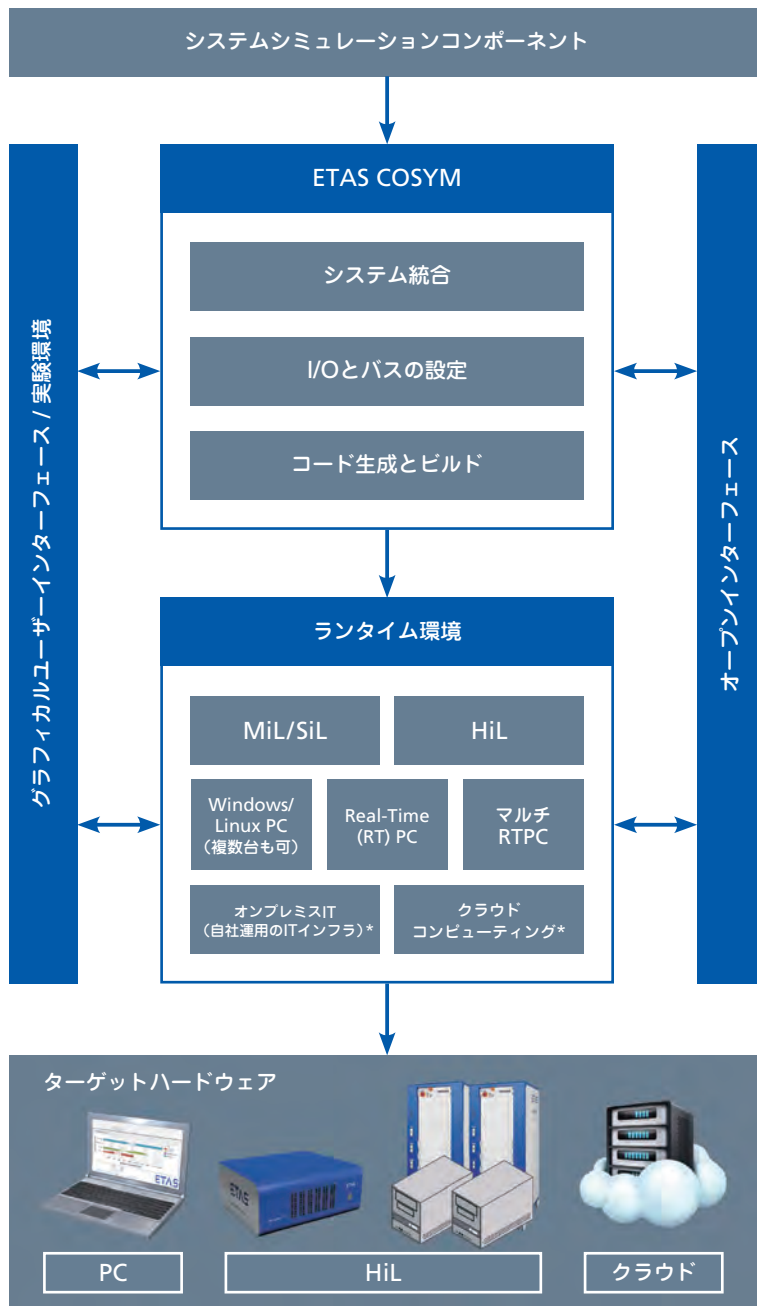 システムシミュレーションコンポーネント
グラフィカルユーザーインターフェース / 実験環境
ETAS COSYM
システム統合
I/Oとバスの設定
コード生成とビルド
オープンインターフェース
ランタイム環境
MiL/SiL
HiL
Windows/
Linux PC
（複数台も可）
Real-Time
(RT) PC
マルチ
RTPC
オンプレミスIT
（自社運用のITインフラ）*
クラウド
コンピューティング*
ターゲットハードウェア
ETAS
ETAS
PC
HiL
クラウド